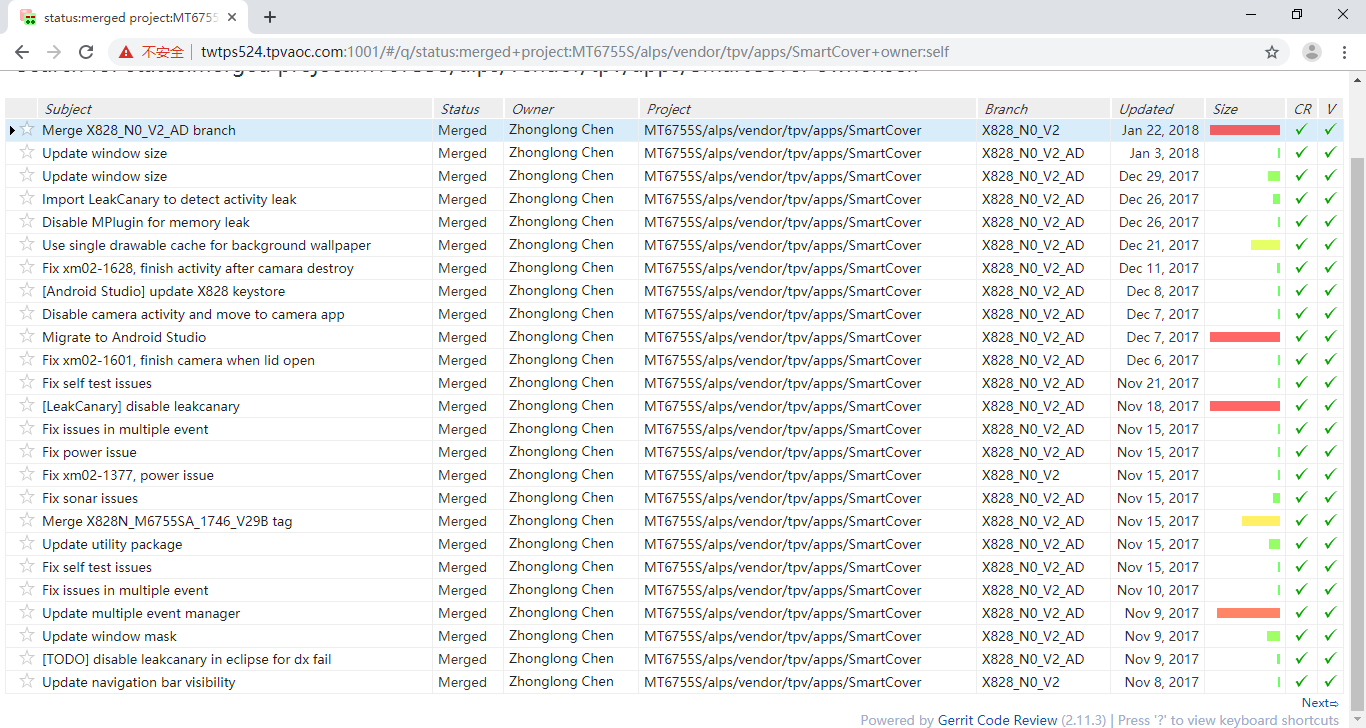 status:merged project:MT6755S
不安全 twtps524.tpvaoc.com:1001/#/q/status:merged+project:MT6755S/alps/vendor/tpv/apps/SmartCover+owner:self
Subject Status Owner Project Branch Updated Size CR V
Merge X828_N0_V2_AD branch Merged Zhonglong Chen MT6755S/alps/vendor/tpv/apps/SmartCover X828_N0_V2 Jan 22, 2018
Update window size Merged Zhonglong Chen MT6755S/alps/vendor/tpv/apps/SmartCover X828_N0_V2_AD Jan 3, 2018
Update window size Merged Zhonglong Chen MT6755S/alps/vendor/tpv/apps/SmartCover X828_N0_V2_AD Dec 29, 2017
Import LeakCanary to detect activity leak Merged Zhonglong Chen MT6755S/alps/vendor/tpv/apps/SmartCover X828_N0_V2_AD Dec 26, 2017
Disable MPlugin for memory leak Merged Zhonglong Chen MT6755S/alps/vendor/tpv/apps/SmartCover X828_N0_V2_AD Dec 26, 2017
Use single drawable cache for background wallpaper Merged Zhonglong Chen MT6755S/alps/vendor/tpv/apps/SmartCover X828_N0_V2_AD Dec 21, 2017
Fix xm02-1628, finish activity after camara destroy Merged Zhonglong Chen MT6755S/alps/vendor/tpv/apps/SmartCover X828_N0_V2_AD Dec 11, 2017
[Android Studio] update X828 keystore Merged Zhonglong Chen MT6755S/alps/vendor/tpv/apps/SmartCover X828_N0_V2_AD Dec 8, 2017
Disable camera activity and move to camera app Merged Zhonglong Chen MT6755S/alps/vendor/tpv/apps/SmartCover X828_N0_V2_AD Dec 7, 2017
Migrate to Android Studio Merged Zhonglong Chen MT6755S/alps/vendor/tpv/apps/SmartCover X828_N0_V2_AD Dec 7, 2017
Fix xm02-1601, finish camera when lid open Merged Zhonglong Chen MT6755S/alps/vendor/tpv/apps/SmartCover X828_N0_V2_AD Dec 6, 2017
Fix self test issues Merged Zhonglong Chen MT6755S/alps/vendor/tpv/apps/SmartCover X828_N0_V2_AD Nov 21, 2017
[LeakCanary] disable leakcanary Merged Zhonglong Chen MT6755S/alps/vendor/tpv/apps/SmartCover X828_N0_V2_AD Nov 18, 2017
Fix issues in multiple event Merged Zhonglong Chen MT6755S/alps/vendor/tpv/apps/SmartCover X828_N0_V2_AD Nov 15, 2017
Fix power issue Merged Zhonglong Chen MT6755S/alps/vendor/tpv/apps/SmartCover X828_N0_V2_AD Nov 15, 2017
Fix xm02-1377, power issue Merged Zhonglong Chen MT6755S/alps/vendor/tpv/apps/SmartCover X828_N0_V2 Nov 15, 2017
Fix sonar issues Merged Zhonglong Chen MT6755S/alps/vendor/tpv/apps/SmartCover X828_N0_V2_AD Nov 15, 2017
Merge X828N_M6755SA_1746_V29B tag Merged Zhonglong Chen MT6755S/alps/vendor/tpv/apps/SmartCover X828_N0_V2_AD Nov 15, 2017
Update utility package Merged Zhonglong Chen MT6755S/alps/vendor/tpv/apps/SmartCover X828_N0_V2_AD Nov 15, 2017
Fix self test issues Merged Zhonglong Chen MT6755S/alps/vendor/tpv/apps/SmartCover X828_N0_V2_AD Nov 15, 2017
Fix issues in multiple event Merged Zhonglong Chen MT6755S/alps/vendor/tpv/apps/SmartCover X828_N0_V2_AD Nov 10, 2017
Update multiple event manager Merged Zhonglong Chen MT6755S/alps/vendor/tpv/apps/SmartCover X828_N0_V2_AD Nov 9, 2017
Update window mask Merged Zhonglong Chen MT6755S/alps/vendor/tpv/apps/SmartCover X828_N0_V2_AD Nov 9, 2017
[TODO] disable leakcanary in eclipse for dx fail Merged Zhonglong Chen MT6755S/alps/vendor/tpv/apps/SmartCover X828_N0_V2_AD Nov 9, 2017
Update navigation bar visibility Merged Zhonglong Chen MT6755S/alps/vendor/tpv/apps/SmartCover X828_N0_V2 Nov 8, 2017
Next⇨
Powered by Gerrit Code Review (2.11.3) | Press '?' to view keyboard shortcuts